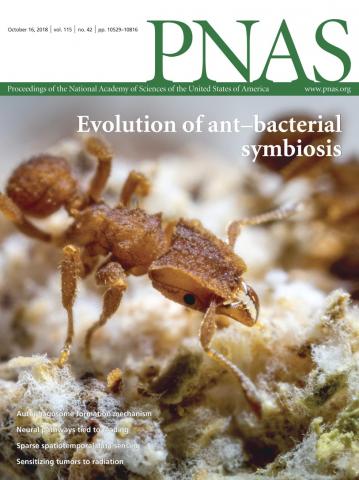 October 16, 2018 | vol. 115 | no. 42 | pp. 10529–10816
PNAS
Proceedings of the National Academy of Sciences of the United States of America
www.pnas.org
Evolution of ant–bacterial
symbiosis
Autophagosome formation mechanism
Neural pathways tied to reading
Sparse spatiotemporal data sensing
Sensitizing tumors to radiation